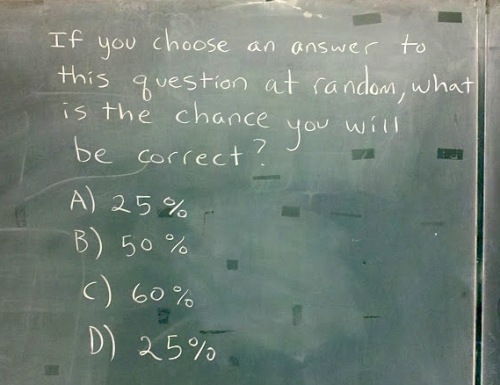 If you choose an answer to
this question at random, what
is the chance you will
be correct?
A) 25%
B) 50%
C) 60%
D) 25%